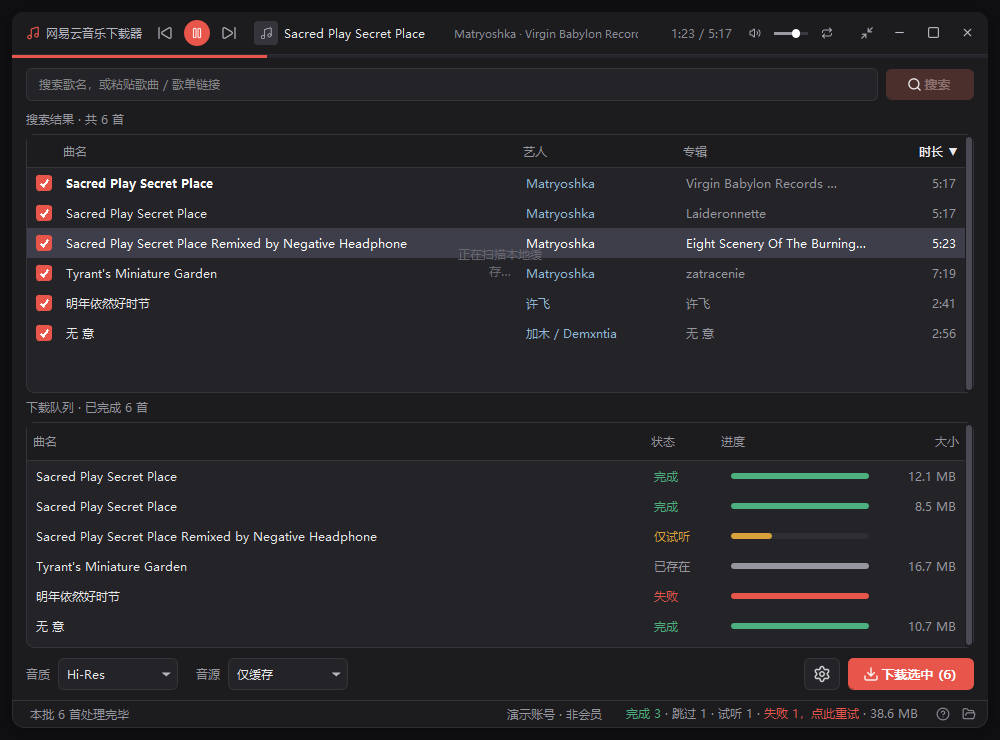 网易云音乐下载器 Sacred Play Secret Place Matryoshka · Virgin Babylon Recor 1:23 / 5:17
搜索歌名，或粘贴歌曲 / 歌单链接 搜索
搜索结果 · 共 6 首
曲名 艺人 专辑 时长 ▼
Sacred Play Secret Place Matryoshka Virgin Babylon Records ... 5:17
Sacred Play Secret Place Matryoshka Laideronnette 5:17
Sacred Play Secret Place Remixed by Negative Headphone Matryoshka Eight Scenery Of The Burning... 5:23
正在扫描本地缓
存...
Tyrant's Miniature Garden Matryoshka zatracenie 7:19
明年依然好时节 许飞 许飞 2:41
无 意 加木 / Demxntia 无 意 2:56
下载队列 · 已完成 6 首
曲名 状态 进度 大小
Sacred Play Secret Place 完成 12.1 MB
Sacred Play Secret Place 完成 8.5 MB
Sacred Play Secret Place Remixed by Negative Headphone 仅试听
Tyrant's Miniature Garden 已存在 16.7 MB
明年依然好时节 失败
无 意 完成 10.7 MB
音质 Hi-Res 音源 仅缓存 下载选中 (6)
本批 6 首处理完毕 演示账号 · 非会员 完成 3 · 跳过 1 · 试听 1 · 失败 1，点此重试 · 38.6 MB